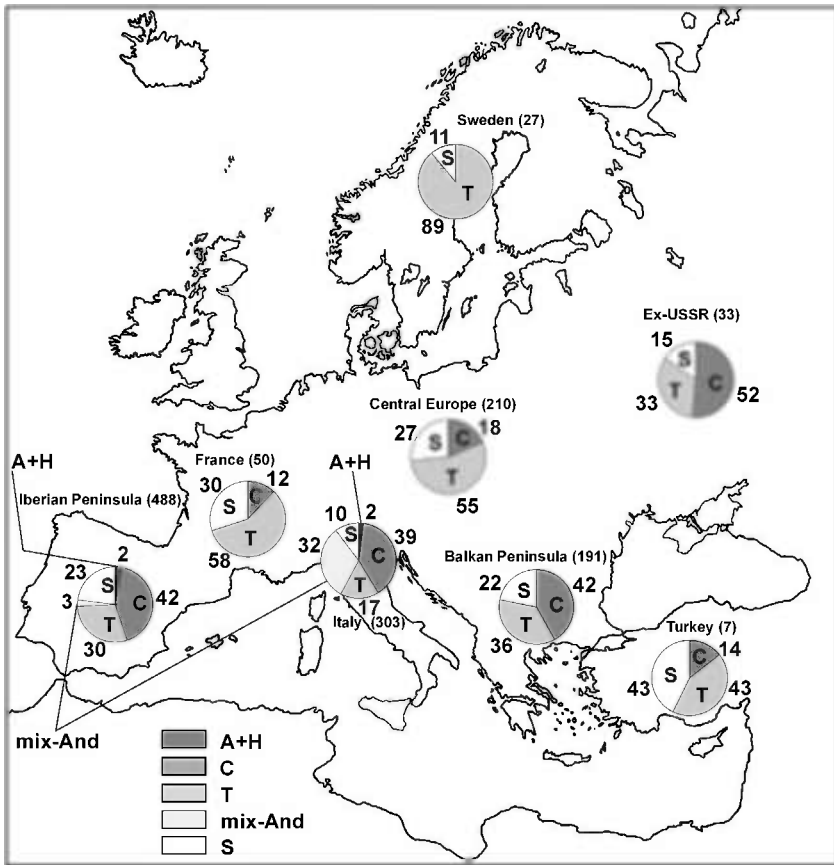 Sweden (27)
11
S
T
89
Ex-USSR (33)
15
S
T
C
33
52
Central Europe (210)
27
18
S
C
T
55
A+H
France (50)
A+H
30
12
Iberian Peninsula (488)
S
C
T
58
10
2
32
39
S
C
T
17
Italy (303)
2
23
S
C
42
3
T
30
Balkan Peninsula (191)
22
42
S
C
T
36
Turkey (7)
14
C
S
T
43
43
mix-And
A+H
C
T
mix-And
S